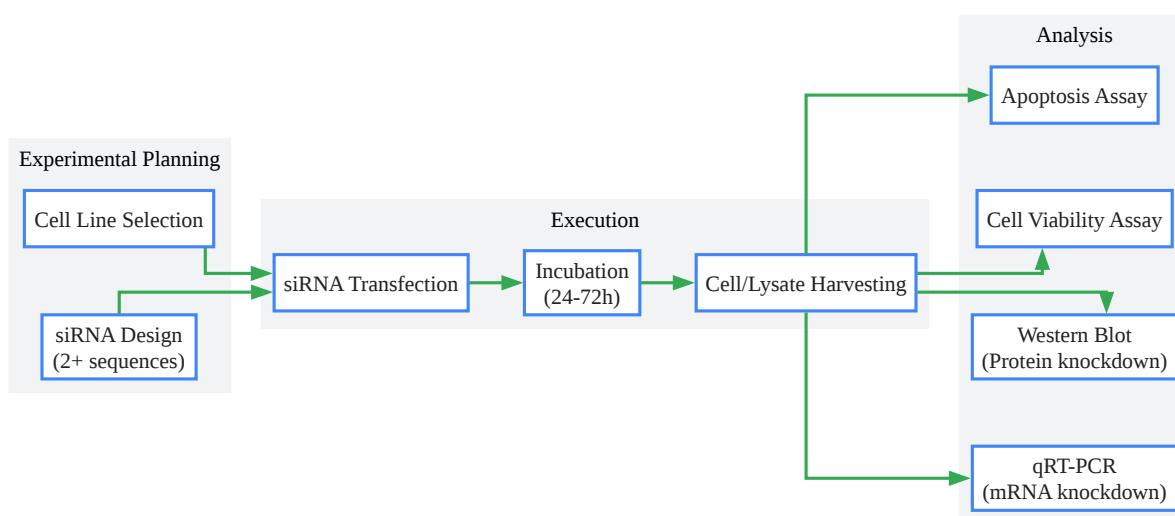 Experimental Planning
Cell Line Selection
siRNA Design
(2+ sequences)
Execution
siRNA Transfection
Incubation
(24-72h)
Cell/Lysate Harvesting
Analysis
Apoptosis Assay
Cell Viability Assay
Western Blot
(Protein knockdown)
qRT-PCR
(mRNA knockdown)